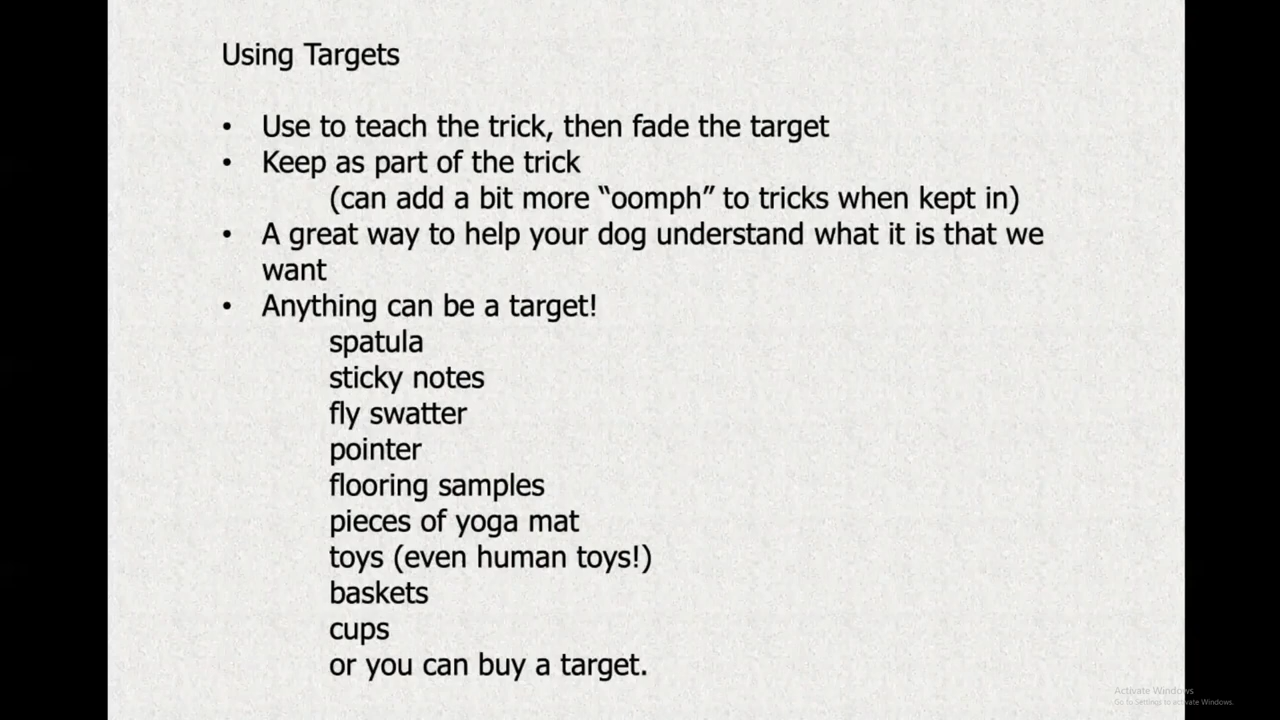 Using Targets
• Use to teach the trick, then fade the target
• Keep as part of the trick
(can add a bit more “oomph” to tricks when kept in)
• A great way to help your dog understand what it is that we
want
• Anything can be a target!
spatula
sticky notes
fly swatter
pointer
flooring samples
pieces of yoga mat
toys (even human toys!)
baskets
cups
or you can buy a target.
Activate Windows
Go to Settings to activate Windows.